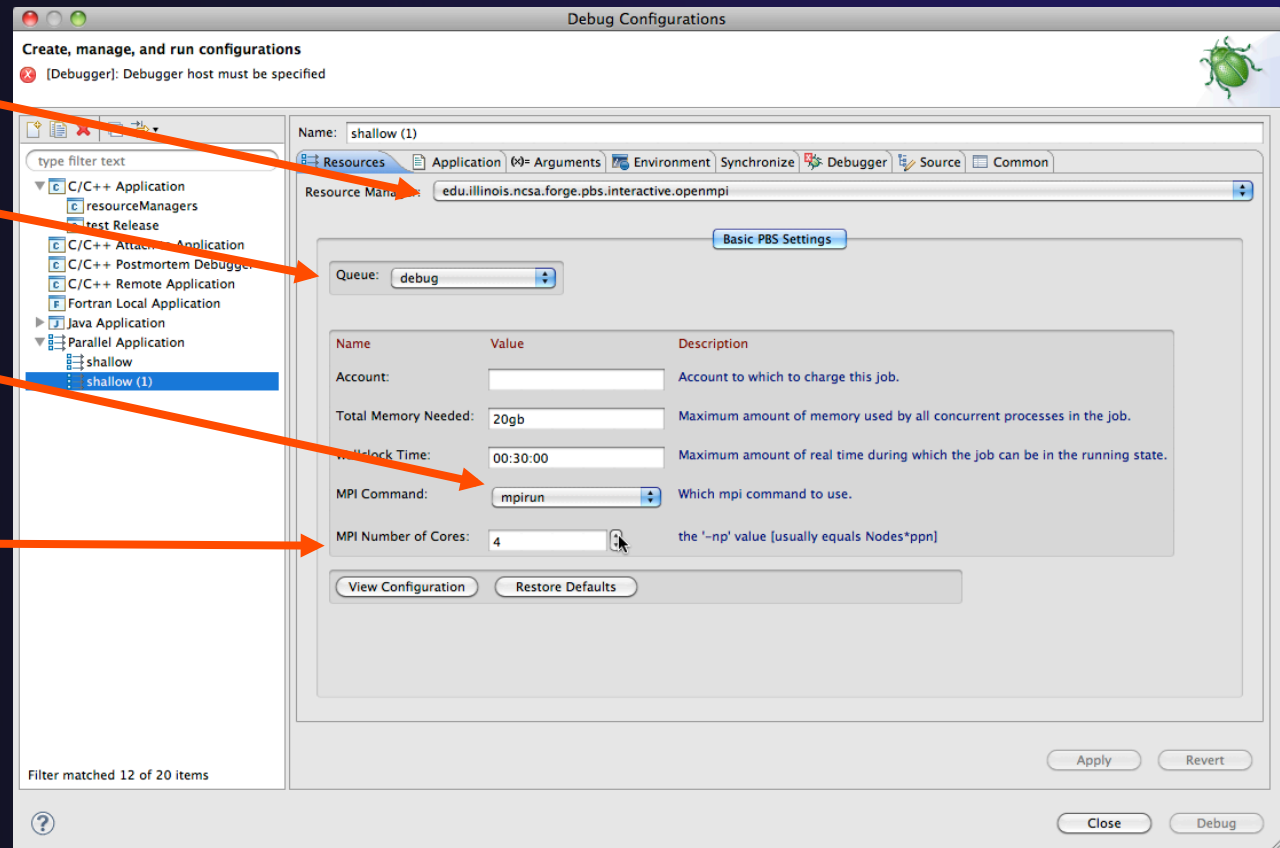 Debug Configurations
Create, manage, and run configurations
[Debugger]: Debugger host must be specified
Name: shallow (1)
type filter text
Resources Application (x)= Arguments Environment Synchronize Debugger Source Common
C/C++ Application
resourceManagers
test Release
C/C++ Attach to Application
C/C++ Postmortem Debugger
C/C++ Remote Application
Fortran Local Application
Java Application
Parallel Application
shallow
shallow (1)
Filter matched 12 of 20 items
Resource Manager: edu.illinois.ncsa.forge.pbs.interactive.openmpi
Basic PBS Settings
Queue: debug
Name Value Description
Account: Account to which to charge this job.
Total Memory Needed: 20gb Maximum amount of memory used by all concurrent processes in the job.
Wallclock Time: 00:30:00 Maximum amount of real time during which the job can be in the running state.
MPI Command: mpirun Which mpi command to use.
MPI Number of Cores: 4 the '-np' value [usually equals Nodes*ppn]
View Configuration Restore Defaults
Apply Revert
? Close Debug